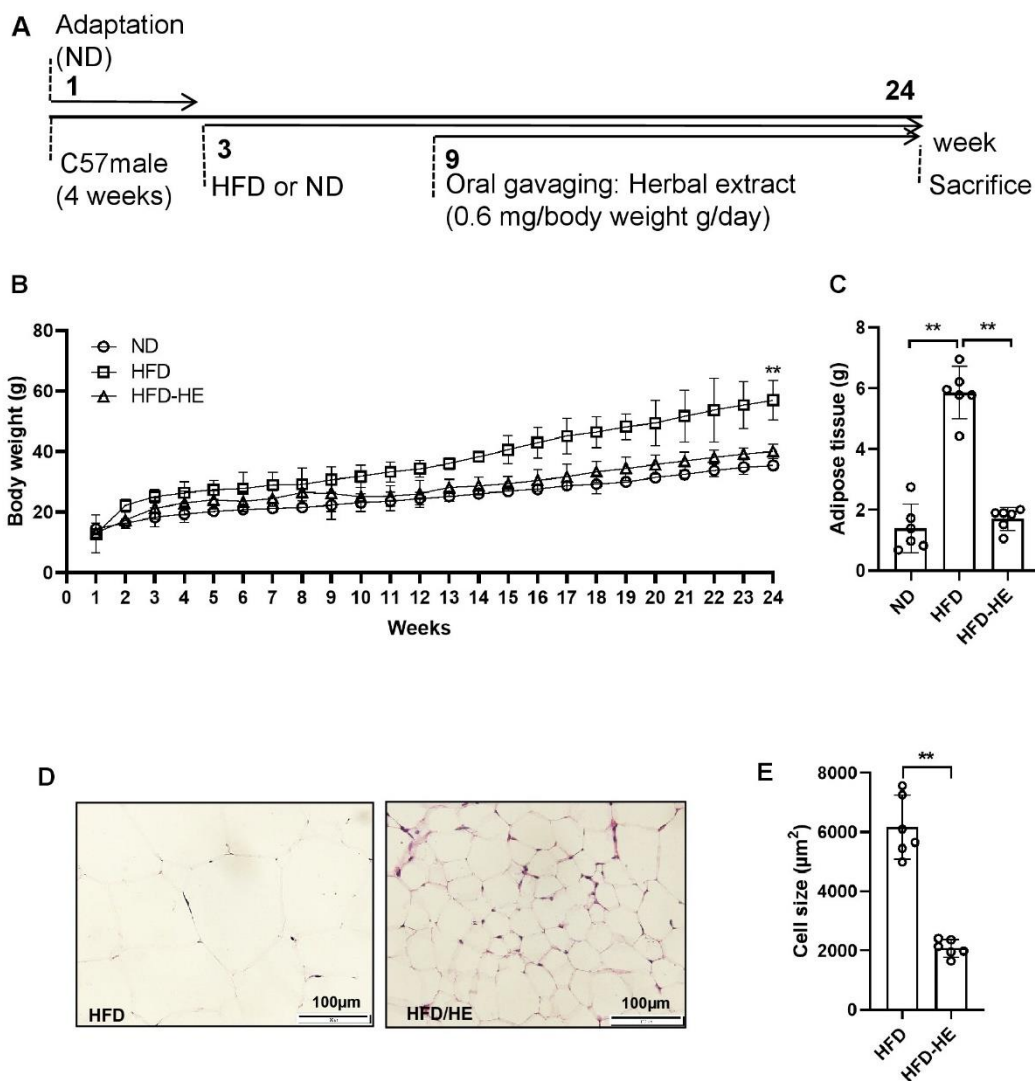 A
Adaptation
(ND)
1
24
C57male
(4 weeks)
3
HFD or ND
9
Oral gavaging: Herbal extract
(0.6 mg/body weight g/day)
week
Sacrifice
B
80
60
40
20
0
Body weight (g)
ND
HFD
HFD-HE
**
0 1 2 3 4 5 6 7 8 9 10 11 12 13 14 15 16 17 18 19 20 21 22 23 24
Weeks
C
8
6
4
2
0
Adipose tissue (g)
** **
ND HFD HFD-HE
D
HFD
100µm
HFD/HE
100µm
E
8000
6000
4000
2000
0
Cell size (µm²)
**
HFD HFD-HE